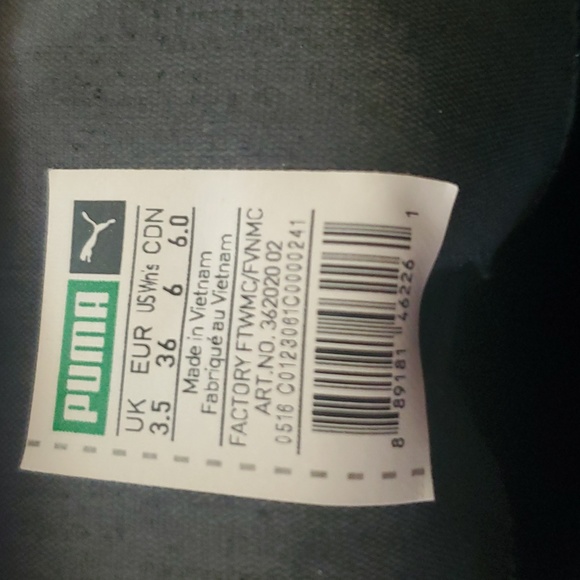 PUMA
UK EUR US Wn's CDN
3.5 36 6 6.0
Made in Vietnam
Fabriqué au Vietnam
FACTORY FTWMC/FVNMC
ART.NO. 362020 02
0516 C0123061C0000241
8 89181 46226 1